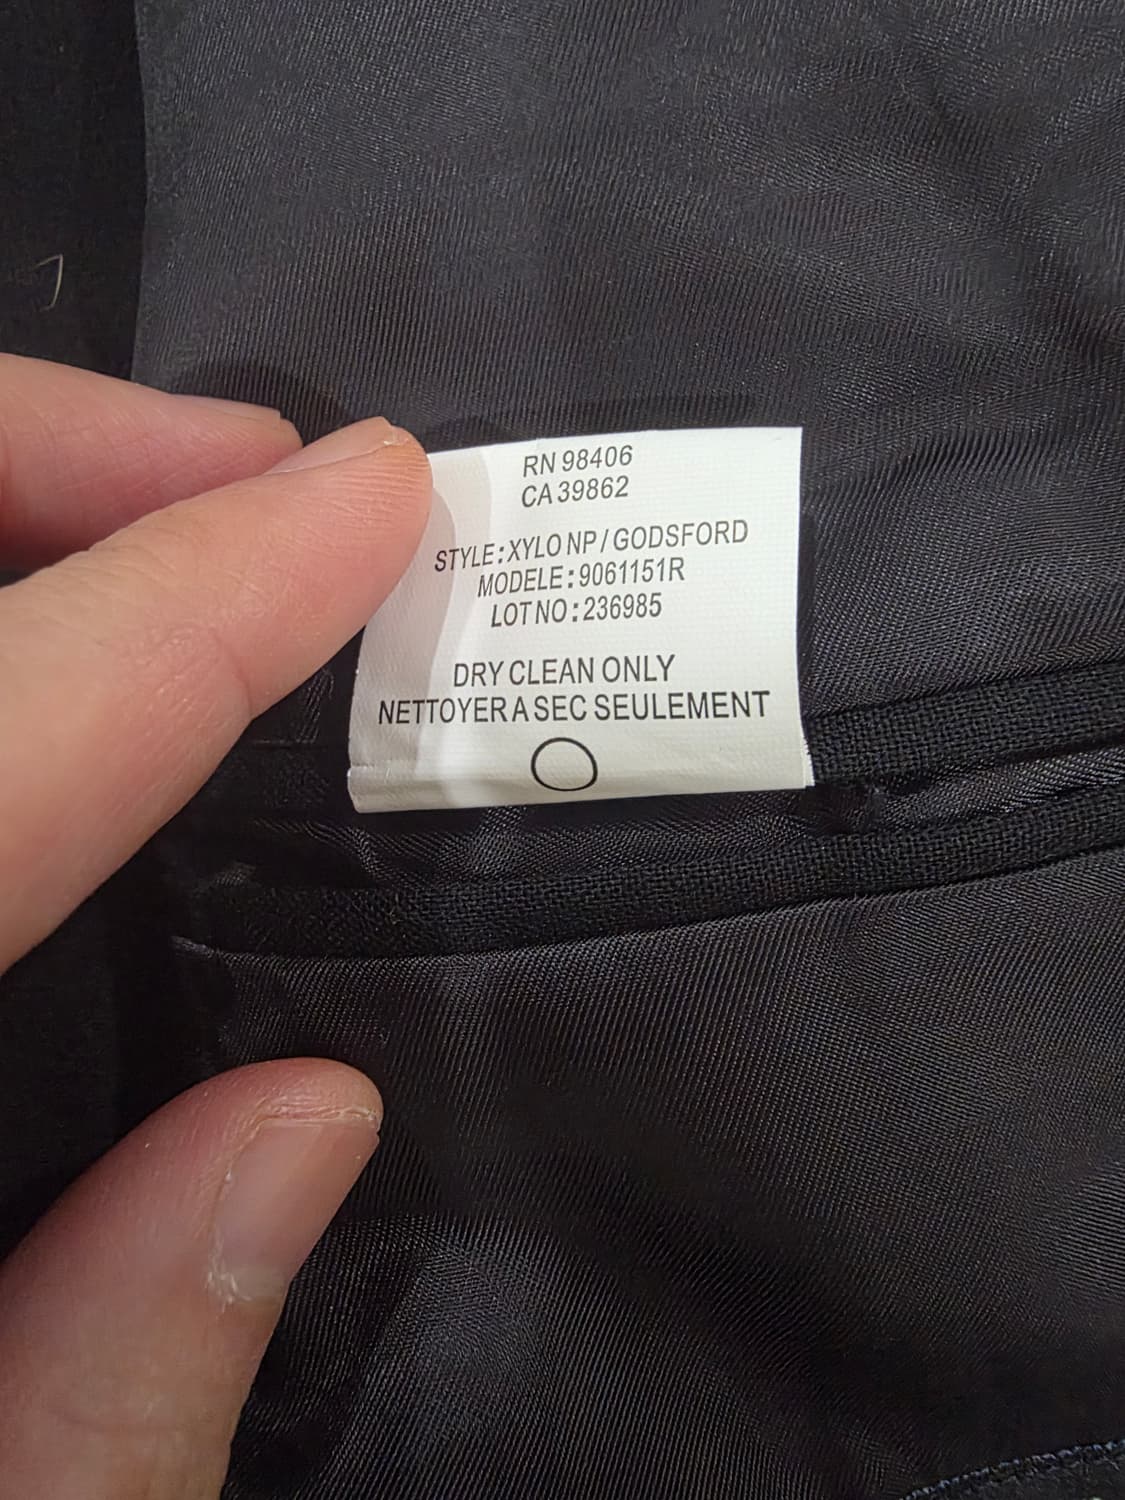 RN 98406
CA 39862
STYLE: XYLO NP / GODSFORD
MODELE: 9061151R
LOT NO: 236985
DRY CLEAN ONLY
NETTOYER A SEC SEULEMENT